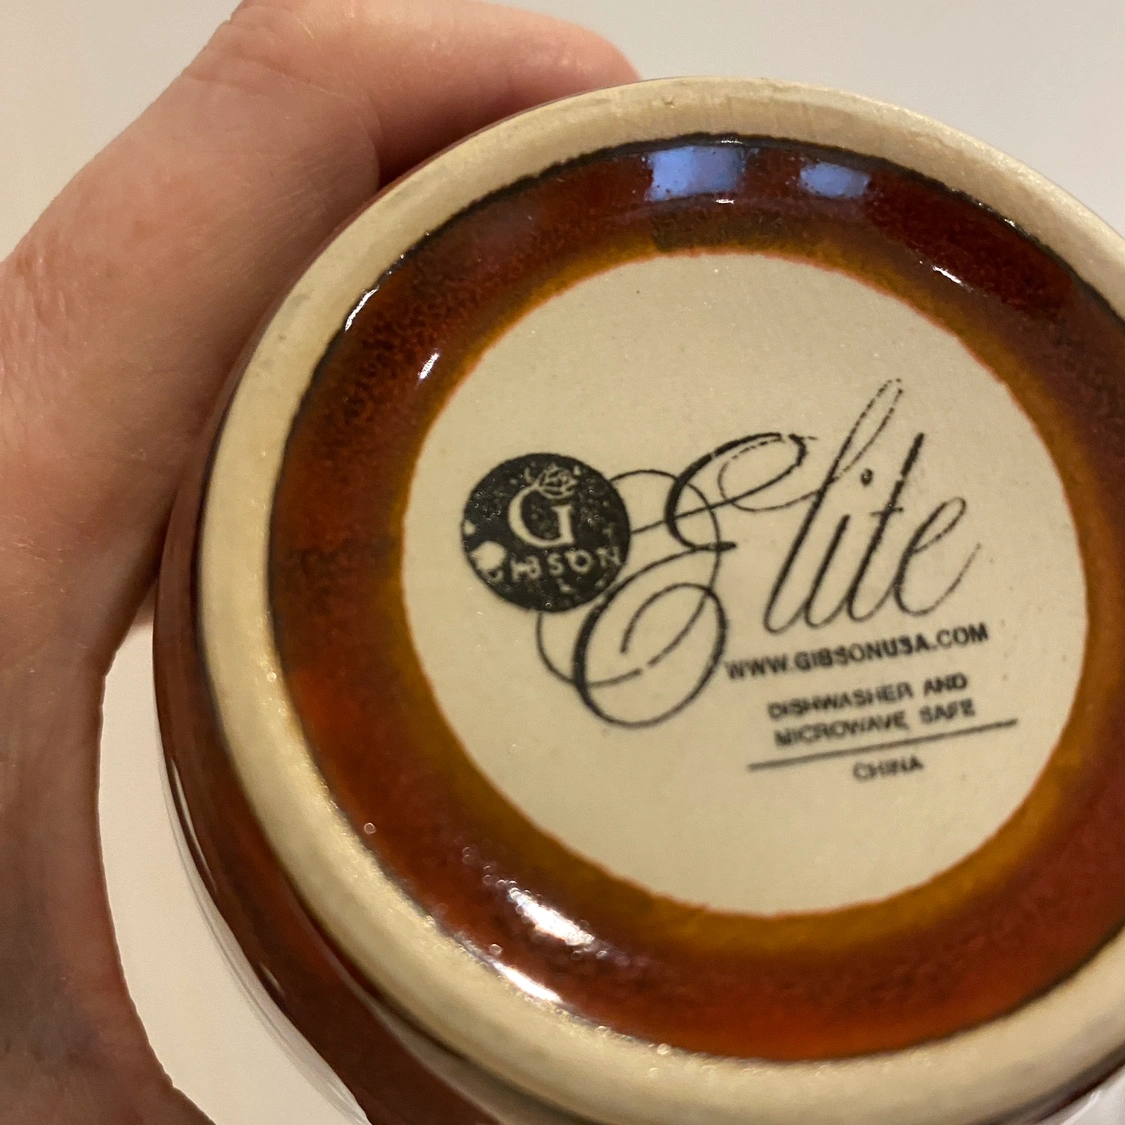 G
GIBSON
Elite
WWW.GIBSONUSA.COM
DISHWASHER AND
MICROWAVE SAFE
CHINA